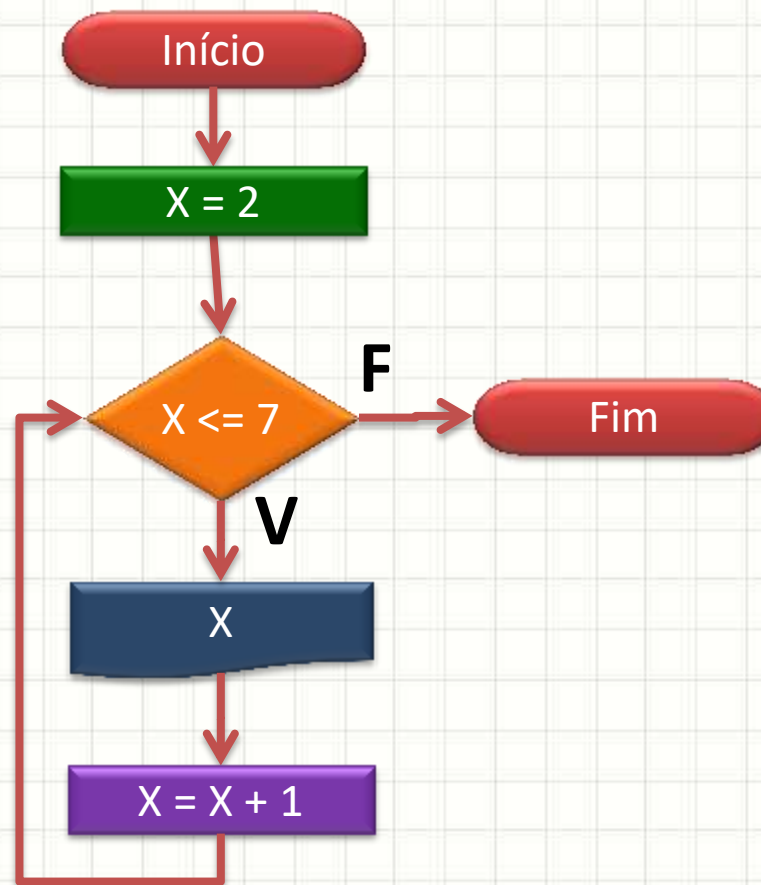 Início
X = 2
X <= 7
F
Fim
V
X
X = X + 1